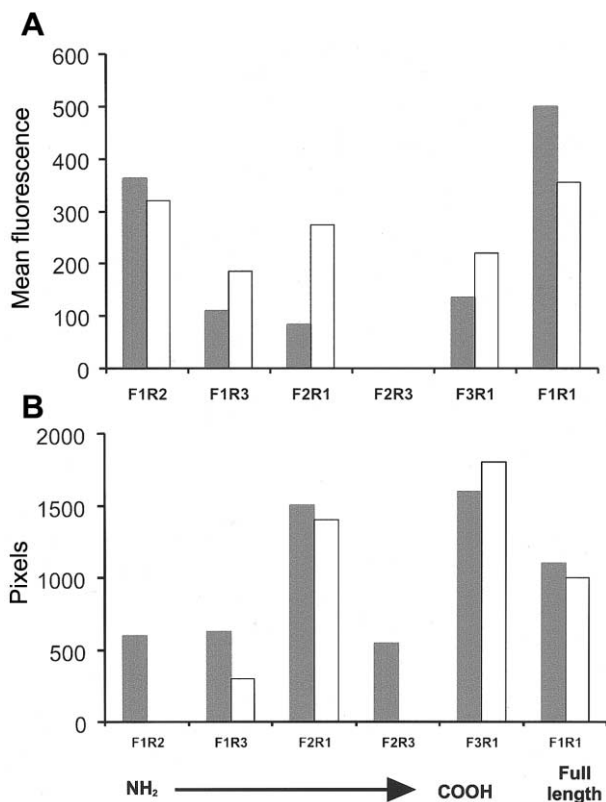 A
600
500
400
300
200
100
0
Mean fluorescence
F1R2 F1R3 F2R1 F2R3 F3R1 F1R1
B
2000
1500
1000
500
0
Pixels
F1R2 F1R3 F2R1 F2R3 F3R1 F1R1
NH₂ COOH Full
length